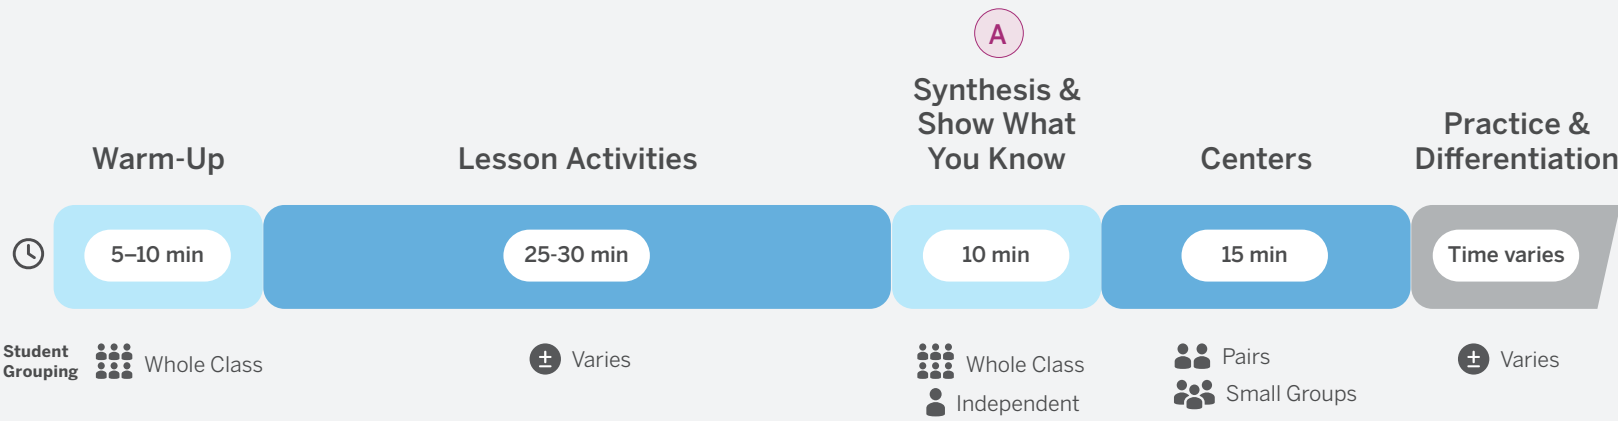 A
Synthesis &
Show What
You Know
Warm-Up
Lesson Activities
Centers
Practice &
Differentiation
5–10 min
25-30 min
10 min
15 min
Time varies
Student
Grouping
Whole Class
Varies
Whole Class
Independent
Pairs
Small Groups
Varies